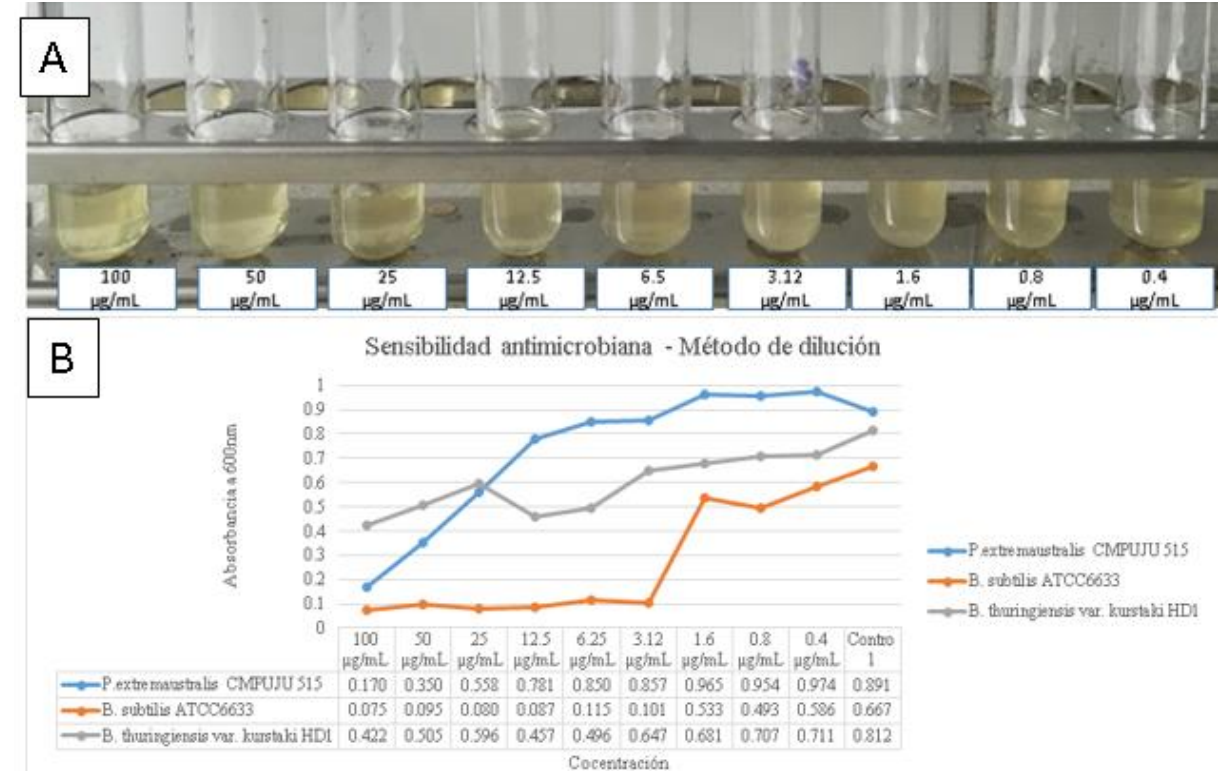 A
100
µg/mL
50
µg/mL
25
µg/mL
12.5
µg/mL
6.5
µg/mL
3.12
µg/mL
1.6
µg/mL
0.8
µg/mL
0.4
µg/mL
B
Sensibilidad antimicrobiana - Método de dilución
Absorbancia a 600nm
1
0.9
0.8
0.7
0.6
0.5
0.4
0.3
0.2
0.1
0
P.extremaustralis CMPUJU 515
B. subtilis ATCC6633
B. thuringiensis var. kurstaki HD1
100 50 25 12.5 6.25 3.12 1.6 0.8 0.4 Contro
µg/mL µg/mL µg/mL µg/mL µg/mL µg/mL µg/mL µg/mL µg/mL l
P.extremaustralis CMPUJU 515 0.170 0.350 0.558 0.781 0.850 0.857 0.965 0.954 0.974 0.891
B. subtilis ATCC6633 0.075 0.095 0.080 0.087 0.115 0.101 0.533 0.493 0.586 0.667
B. thuringiensis var. kurstaki HD1 0.422 0.505 0.596 0.457 0.496 0.647 0.681 0.707 0.711 0.812
Cocentración